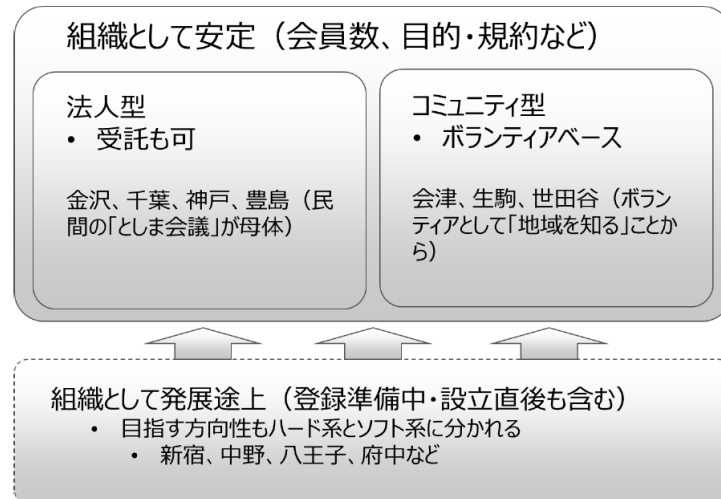 組織として安定（会員数、目的・規約など）
法人型
• 受託も可
金沢、千葉、神戸、豊島（民
間の「としま会議」が母体）
コミュニティ型
• ボランティアベース
会津、生駒、世田谷（ボラン
ティアとして「地域を知る」ことか
ら）
組織として発展途上（登録準備中・設立直後も含む）
• 目指す方向性もハード系とソフト系に分かれる
• 新宿、中野、八王子、府中など